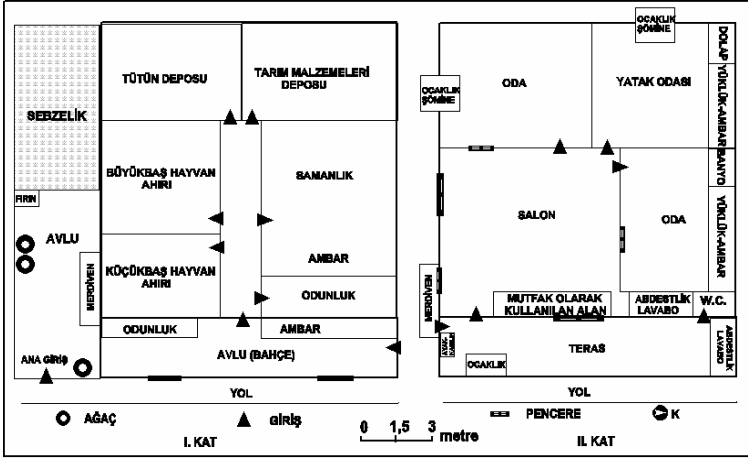 TÜTÜN DEPOSU
TARIM MALZEMELERİ
DEPOSU
SEBZELİK
BÜYÜKBAŞ HAYVAN
AHIRI
SAMANLIK
FIRIN
AVLU
MERDİVEN
KÜÇÜKBAŞ HAYVAN
AHIRI
AMBAR
ODUNLUK
ODUNLUK
AMBAR
ANA GİRİŞ
AVLU (BAHÇE)
YOL
AĞAÇ
GİRİŞ
I. KAT
0 1,5 3
metre
OCAKLIK
ŞÖMİNE
DOLAP
ODA
YATAK ODASI
OCAKLIK
ŞÖMİNE
YÜKLÜK-AMBAR
BANYO
SALON
ODA
YÜKLÜK-AMBAR
MERDİVEN
MUTFAK OLARAK
KULLANILAN ALAN
ABDESTLİK
LAVABO
W.C.
TERAS
OCAKLIK
ABDESTLİK
LAVABO
YOL
PENCERE
K
II. KAT